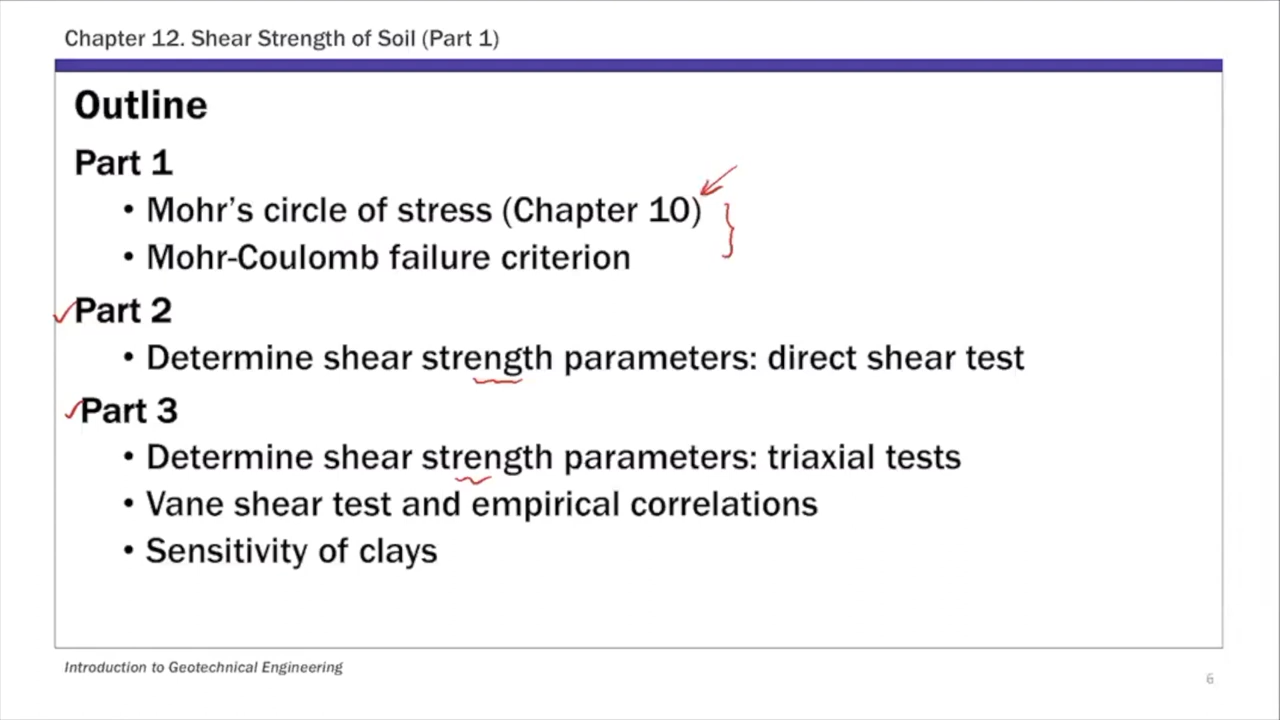 Chapter 12. Shear Strength of Soil (Part 1)
Outline
Part 1
• Mohr’s circle of stress (Chapter 10)
• Mohr-Coulomb failure criterion
Part 2
• Determine shear strength parameters: direct shear test
Part 3
• Determine shear strength parameters: triaxial tests
• Vane shear test and empirical correlations
• Sensitivity of clays
Introduction to Geotechnical Engineering
6